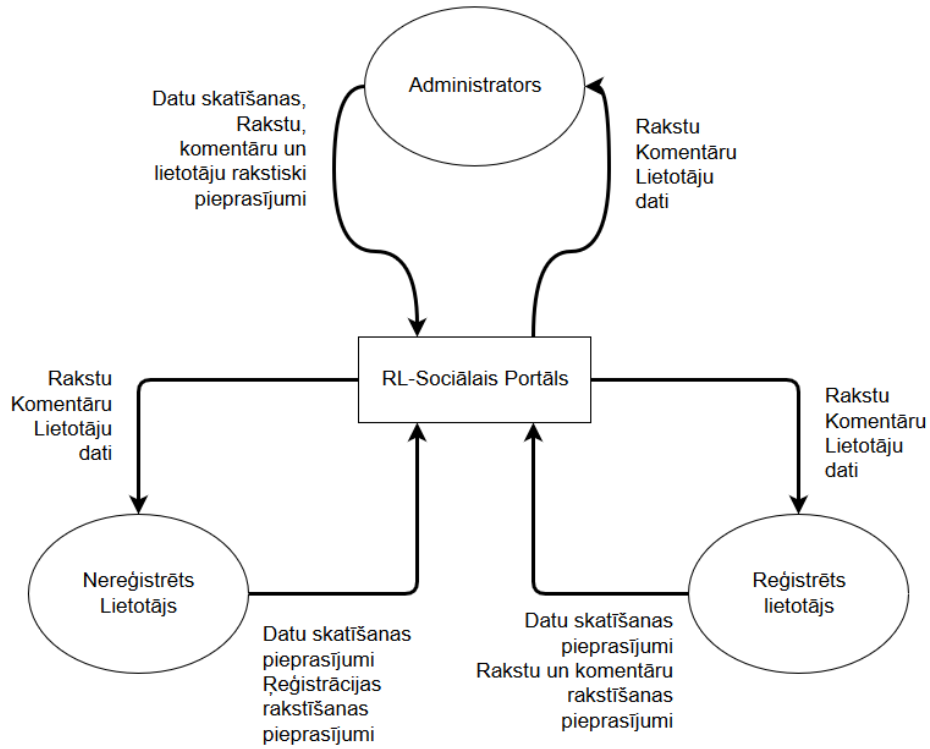 Administrators
Datu skatīšanas,
Rakstu,
komentāru un
lietotāju rakstiski
pieprasījumi
Rakstu
Komentāru
Lietotāju
dati
RL-Sociālais Portāls
Rakstu
Komentāru
Lietotāju
dati
Rakstu
Komentāru
Lietotāju
dati
Nereģistrēts
Lietotājs
Reģistrēts
lietotājs
Datu skatīšanas
pieprasījumi
Ŗeģistrācijas
rakstīšanas
pieprasījumi
Datu skatīšanas
pieprasījumi
Rakstu un komentāru
rakstīšanas
pieprasījumi